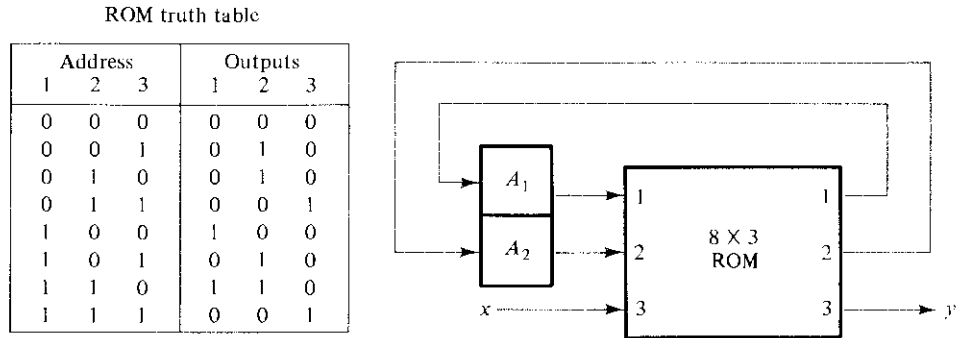 ROM truth table
Address Outputs
1 2 3 1 2 3
0 0 0 0 0 0
0 0 1 0 1 0
0 1 0 0 1 0
0 1 1 0 0 1
1 0 0 1 0 0
1 0 1 0 1 0
1 1 0 1 1 0
1 1 1 0 0 1
A1
A2
x
1
2
3
8 X 3
ROM
1
2
3
y